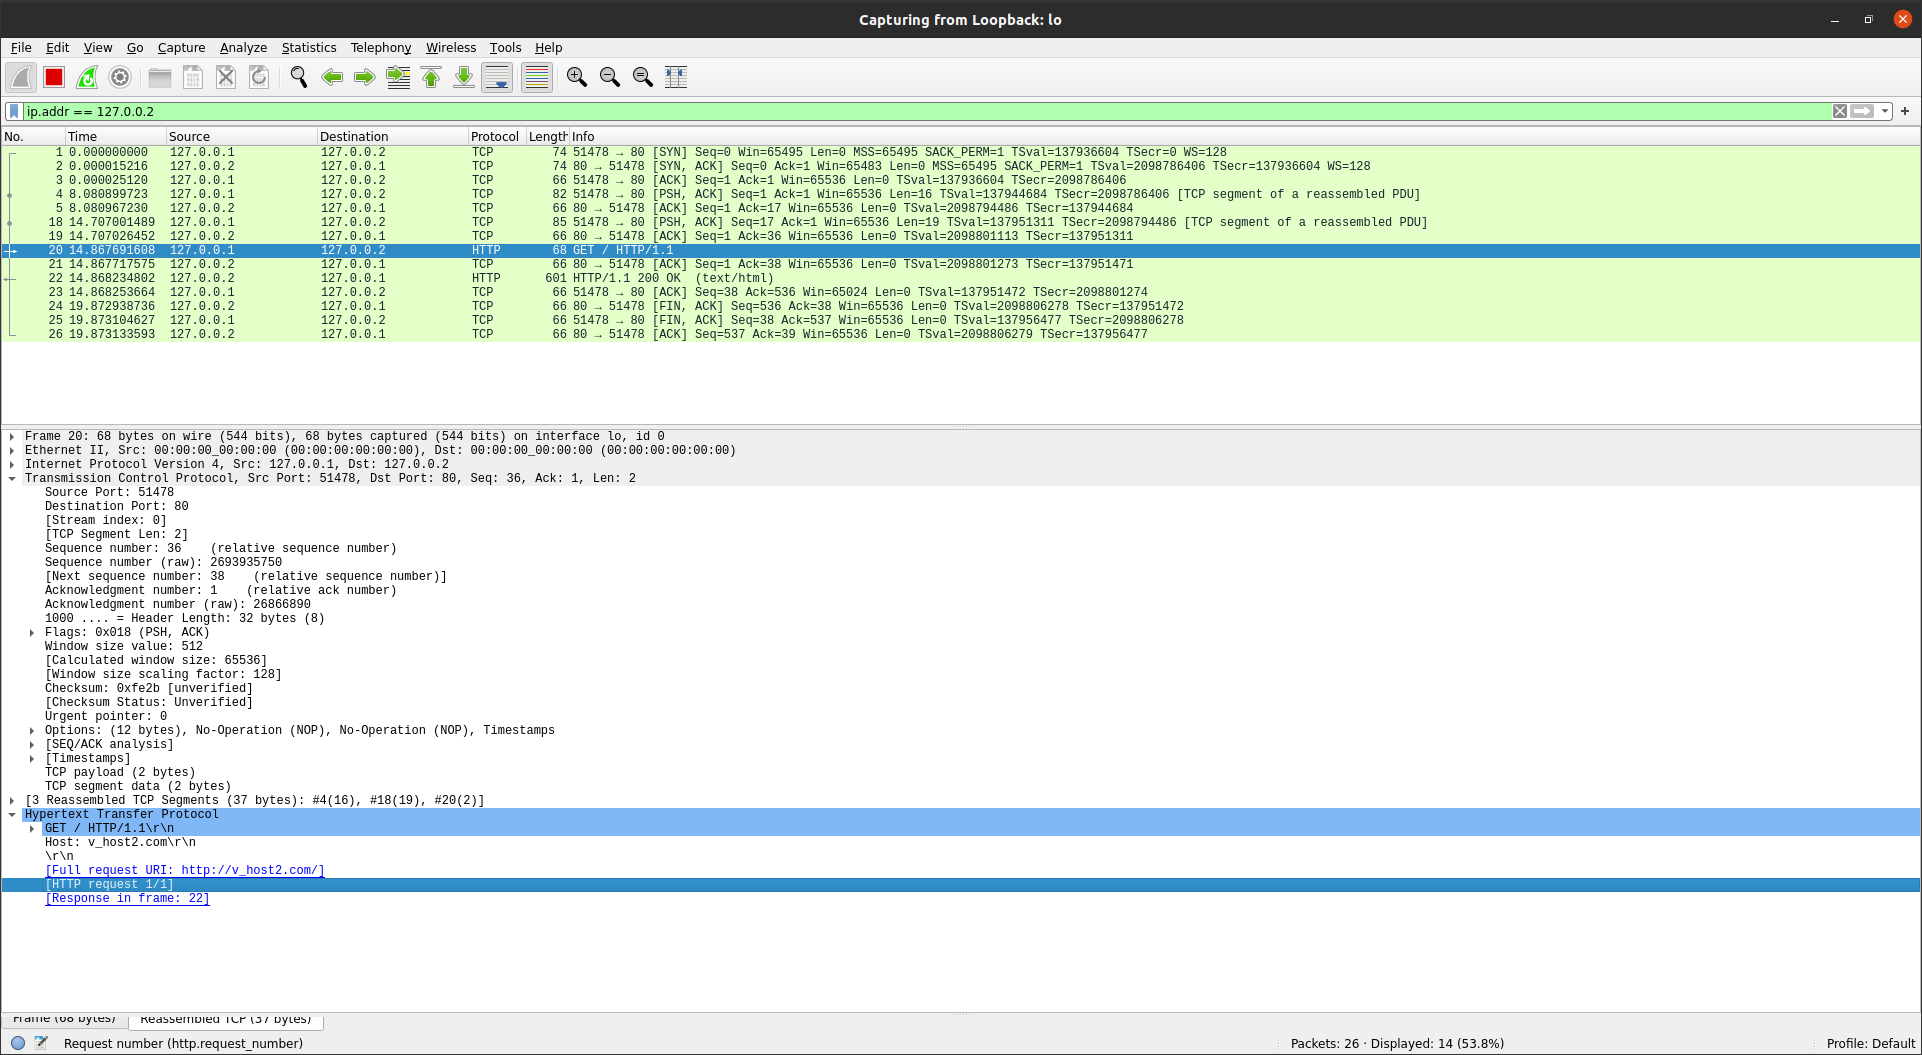 Capturing from Loopback: lo
File Edit View Go Capture Analyze Statistics Telephony Wireless Tools Help
ip.addr == 127.0.0.2
No. Time Source Destination Protocol Length Info
1 0.000000000 127.0.0.1 127.0.0.2 TCP 74 51478 → 80 [SYN] Seq=0 Win=65495 Len=0 MSS=65495 SACK_PERM=1 TSval=137936604 TSecr=0 WS=128
2 0.000015216 127.0.0.2 127.0.0.1 TCP 74 80 → 51478 [SYN, ACK] Seq=0 Ack=1 Win=65483 Len=0 MSS=65495 SACK_PERM=1 TSval=2098786406 TSecr=137936604 WS=128
3 0.000025120 127.0.0.1 127.0.0.2 TCP 66 51478 → 80 [ACK] Seq=1 Ack=1 Win=65536 Len=0 TSval=137936604 TSecr=2098786406
4 8.080899723 127.0.0.1 127.0.0.2 TCP 82 51478 → 80 [PSH, ACK] Seq=1 Ack=1 Win=65536 Len=16 TSval=137944684 TSecr=2098786406 [TCP segment of a reassembled PDU]
5 8.080967230 127.0.0.2 127.0.0.1 TCP 66 80 → 51478 [ACK] Seq=1 Ack=17 Win=65536 Len=0 TSval=2098794486 TSecr=137944684
18 14.707001489 127.0.0.1 127.0.0.2 TCP 85 51478 → 80 [PSH, ACK] Seq=17 Ack=1 Win=65536 Len=19 TSval=137951311 TSecr=2098794486 [TCP segment of a reassembled PDU]
19 14.707026452 127.0.0.2 127.0.0.1 TCP 66 80 → 51478 [ACK] Seq=1 Ack=36 Win=65536 Len=0 TSval=2098801113 TSecr=137951311
20 14.867691608 127.0.0.1 127.0.0.2 HTTP 68 GET / HTTP/1.1
21 14.867717575 127.0.0.2 127.0.0.1 TCP 66 80 → 51478 [ACK] Seq=1 Ack=38 Win=65536 Len=0 TSval=2098801273 TSecr=137951471
22 14.868234802 127.0.0.2 127.0.0.1 HTTP 601 HTTP/1.1 200 OK (text/html)
23 14.868253664 127.0.0.1 127.0.0.2 TCP 66 51478 → 80 [ACK] Seq=38 Ack=536 Win=65024 Len=0 TSval=137951472 TSecr=2098801274
24 19.872938736 127.0.0.2 127.0.0.1 TCP 66 80 → 51478 [FIN, ACK] Seq=536 Ack=38 Win=65536 Len=0 TSval=2098806278 TSecr=137951472
25 19.873104627 127.0.0.1 127.0.0.2 TCP 66 51478 → 80 [FIN, ACK] Seq=38 Ack=537 Win=65536 Len=0 TSval=137956477 TSecr=2098806278
26 19.873133593 127.0.0.2 127.0.0.1 TCP 66 80 → 51478 [ACK] Seq=537 Ack=39 Win=65536 Len=0 TSval=2098806279 TSecr=137956477
Frame 20: 68 bytes on wire (544 bits), 68 bytes captured (544 bits) on interface lo, id 0
Ethernet II, Src: 00:00:00_00:00:00 (00:00:00:00:00:00), Dst: 00:00:00_00:00:00 (00:00:00:00:00:00)
Internet Protocol Version 4, Src: 127.0.0.1, Dst: 127.0.0.2
Transmission Control Protocol, Src Port: 51478, Dst Port: 80, Seq: 36, Ack: 1, Len: 2
Source Port: 51478
Destination Port: 80
[Stream index: 0]
[TCP Segment Len: 2]
Sequence number: 36 (relative sequence number)
Sequence number (raw): 2693935750
[Next sequence number: 38 (relative sequence number)]
Acknowledgment number: 1 (relative ack number)
Acknowledgment number (raw): 26866890
1000 .... = Header Length: 32 bytes (8)
Flags: 0x018 (PSH, ACK)
Window size value: 512
[Calculated window size: 65536]
[Window size scaling factor: 128]
Checksum: 0xfe2b [unverified]
[Checksum Status: Unverified]
Urgent pointer: 0
Options: (12 bytes), No-Operation (NOP), No-Operation (NOP), Timestamps
[SEQ/ACK analysis]
[Timestamps]
TCP payload (2 bytes)
TCP segment data (2 bytes)
[3 Reassembled TCP Segments (37 bytes): #4(16), #18(19), #20(2)]
Hypertext Transfer Protocol
GET / HTTP/1.1\r\n
Host: v_host2.com\r\n
\r\n
[Full request URI: http://v_host2.com/]
[HTTP request 1/1]
[Response in frame: 22]
Frame (68 bytes) Reassembled TCP (37 bytes)
Request number (http.request_number) Packets: 26 · Displayed: 14 (53.8%) Profile: Default